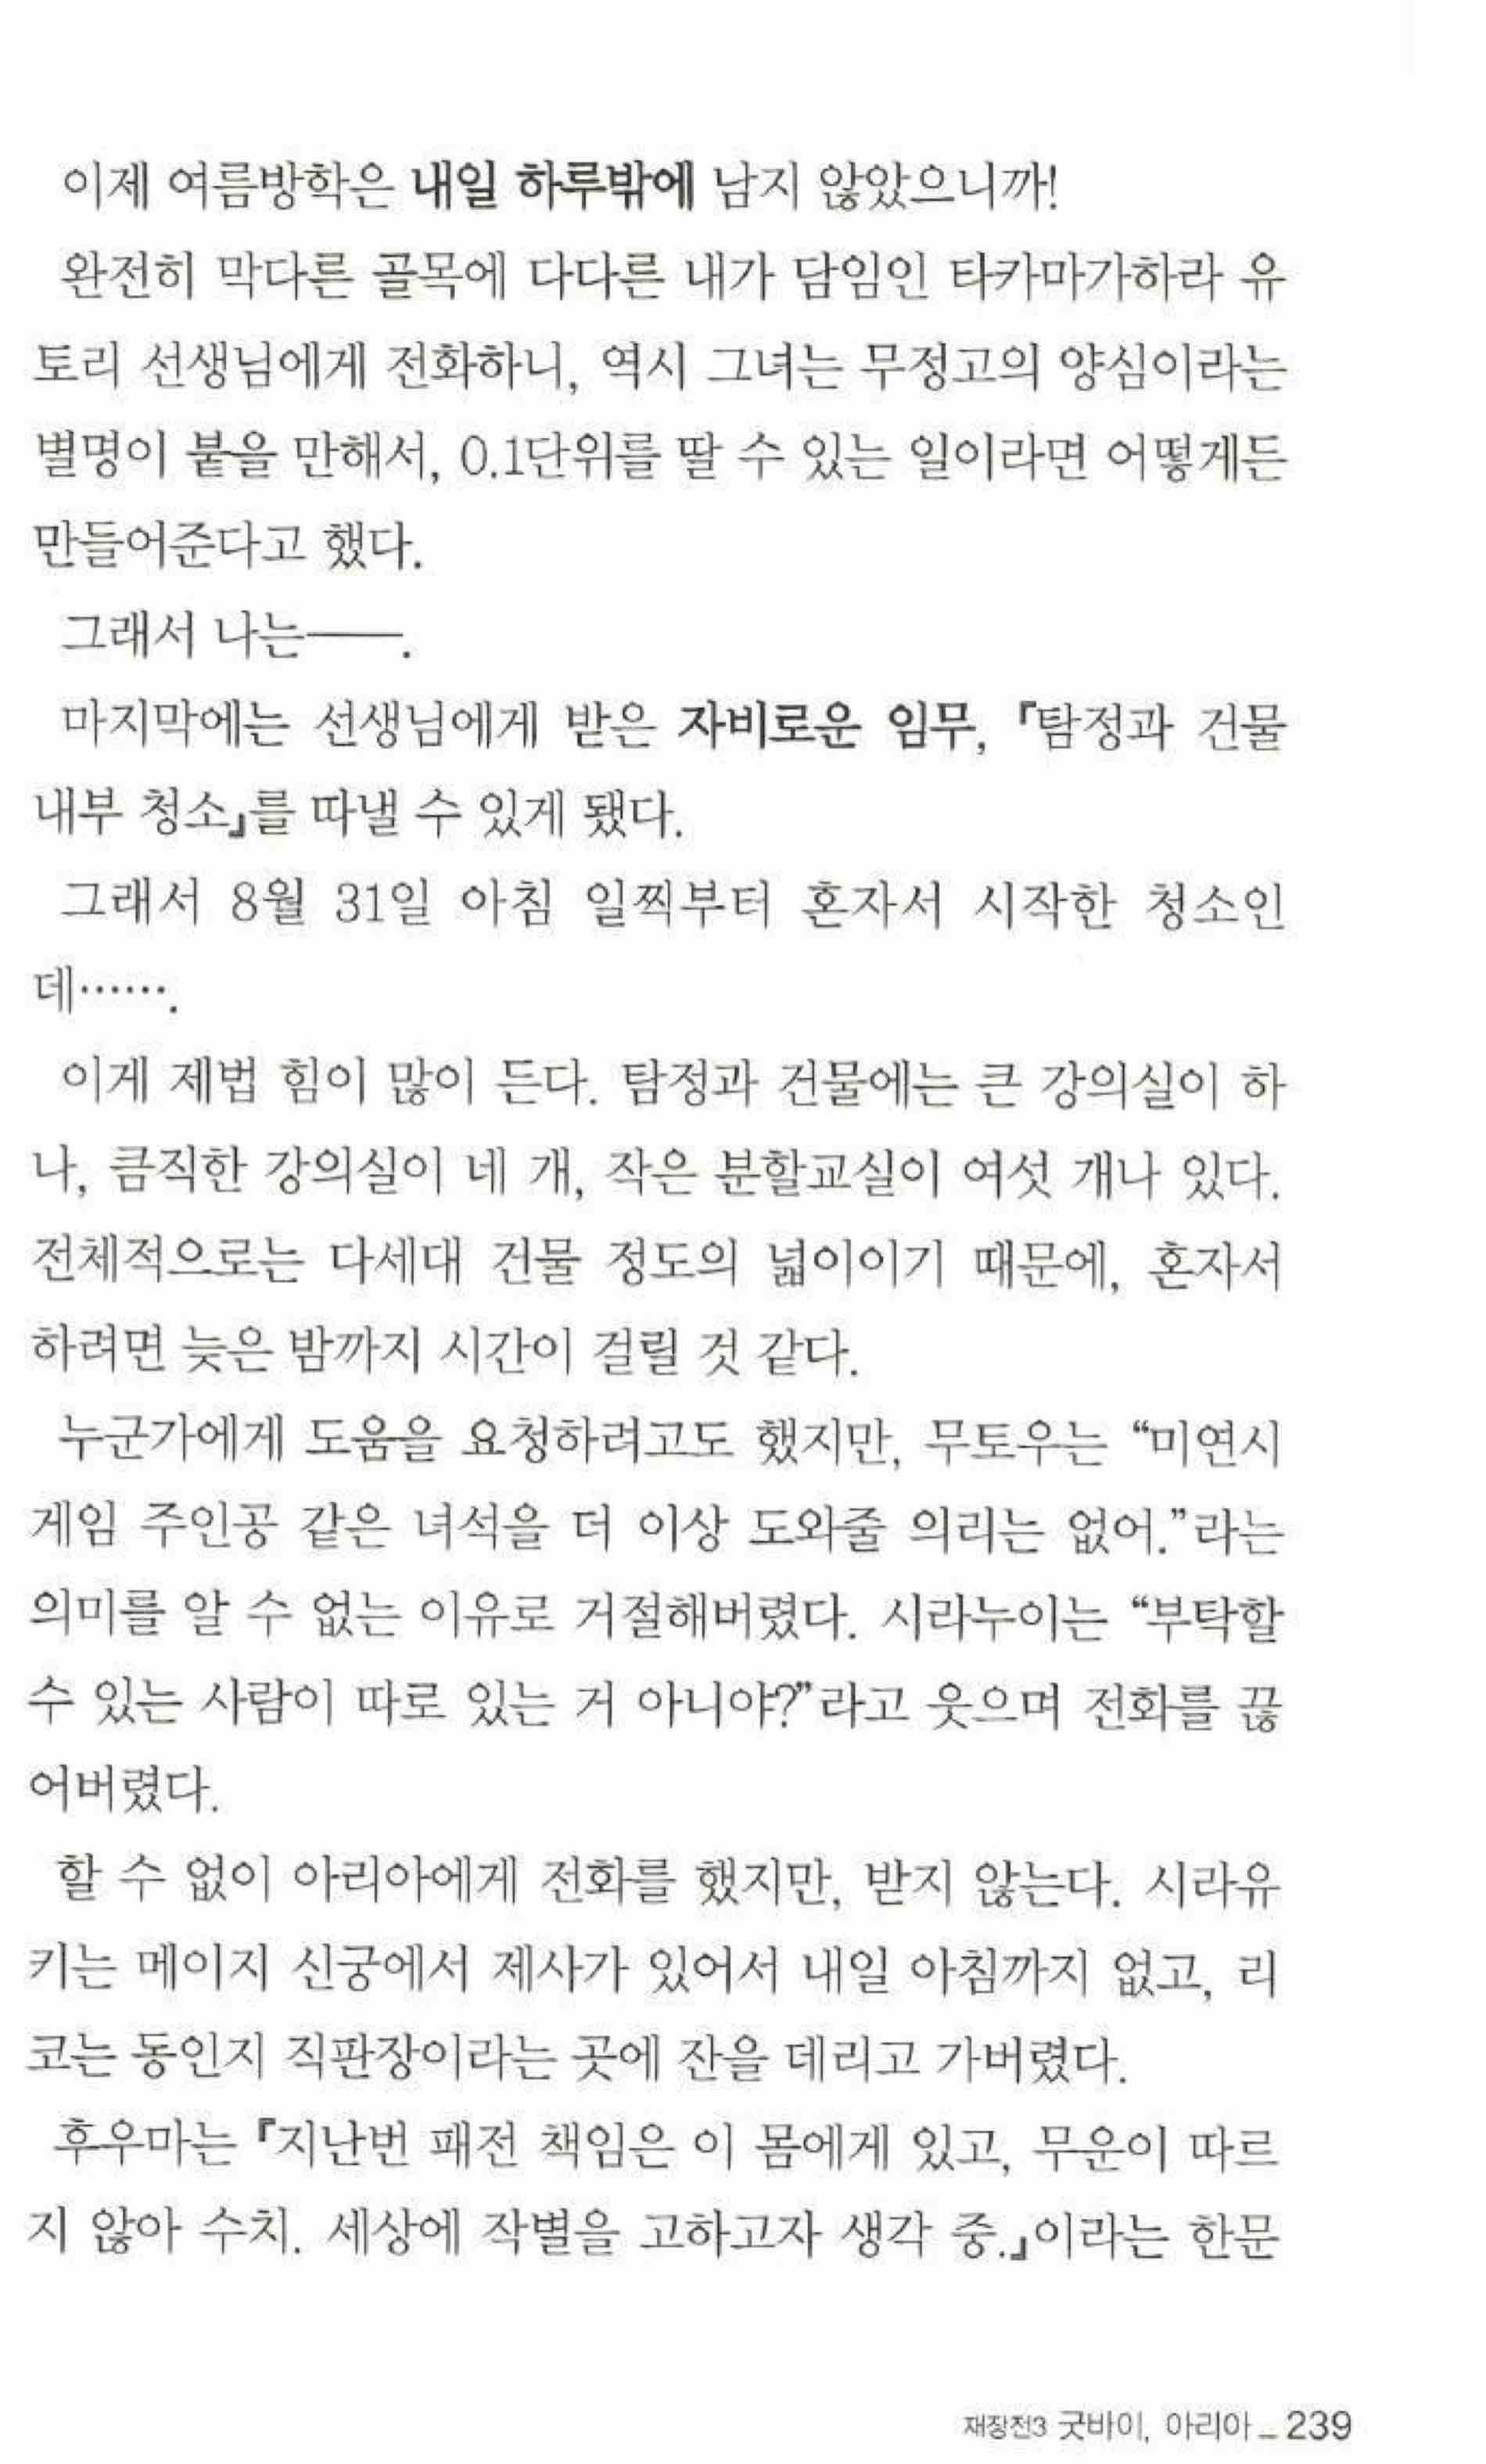 이제 여름방학은 내일 하루밖에 남지 않았으니까!
완전히 막다른 골목에 다다른 내가 담임인 타카마가하라 유
토리 선생님에게 전화하니, 역시 그녀는 무정고의 양심이라는
별명이 붙을 만해서, 0.1단위를 딸 수 있는 일이라면 어떻게든
만들어준다고 했다.
그래서 나는──.
마지막에는 선생님에게 받은 자비로운 임무, 『탐정과 건물
내부 청소』를 따낼 수 있게 됐다.
그래서 8월 31일 아침 일찍부터 혼자서 시작한 청소인
데…….
이게 제법 힘이 많이 든다. 탐정과 건물에는 큰 강의실이 하
나, 큼직한 강의실이 네 개, 작은 분할교실이 여섯 개나 있다.
전체적으로는 다세대 건물 정도의 넓이이기 때문에, 혼자서
하려면 늦은 밤까지 시간이 걸릴 것 같다.
누군가에게 도움을 요청하려고도 했지만, 무토우는 “미연시
게임 주인공 같은 녀석을 더 이상 도와줄 의리는 없어.”라는
의미를 알 수 없는 이유로 거절해버렸다. 시라누이는 “부탁할
수 있는 사람이 따로 있는 거 아니야?”라고 웃으며 전화를 끊
어버렸다.
할 수 없이 아리아에게 전화를 했지만, 받지 않는다. 시라유
키는 메이지 신궁에서 제사가 있어서 내일 아침까지 없고, 리
코는 동인지 직판장이라는 곳에 잔을 데리고 가버렸다.
후우마는 『지난번 패전 책임은 이 몸에게 있고, 무운이 따르
지 않아 수치. 세상에 작별을 고하고자 생각 중.』이라는 한문
재장전3 굿바이, 아리아 _ 239